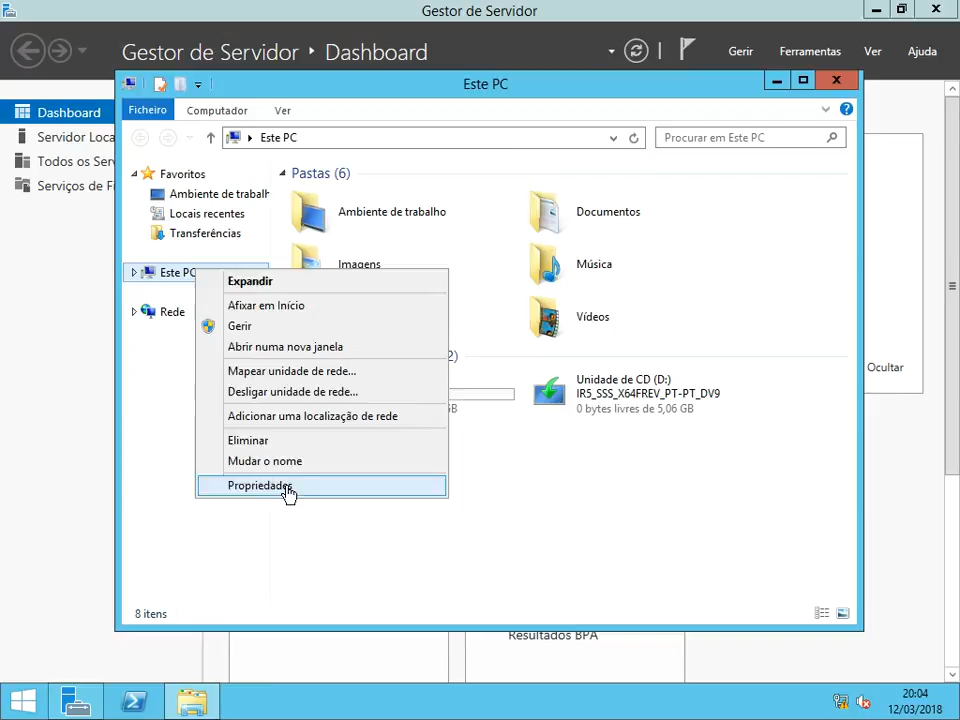 Gestor de Servidor
Gestor de Servidor Dashboard
Gerir Ferramentas Ver Ajuda
Este PC
Ficheiro Computador Ver
Este PC
Procurar em Este PC
Dashboard
Servidor Loca
Todos os Serv
Serviços de Fi
Favoritos
Ambiente de trabalh
Locais recentes
Transferências
Este PC
Rede
Pastas (6)
Ambiente de trabalho
Documentos
Imagens
Música
Vídeos
2)
Unidade de CD (D:)
IR5_SSS_X64FREV_PT-PT_DV9
0 bytes livres de 5,06 GB
GB
Expandir
Afixar em Início
Gerir
Abrir numa nova janela
Mapear unidade de rede...
Desligar unidade de rede...
Adicionar uma localização de rede
Eliminar
Mudar o nome
Propriedades
Ocultar
8 itens
Resultados BPA
20:04
12/03/2018